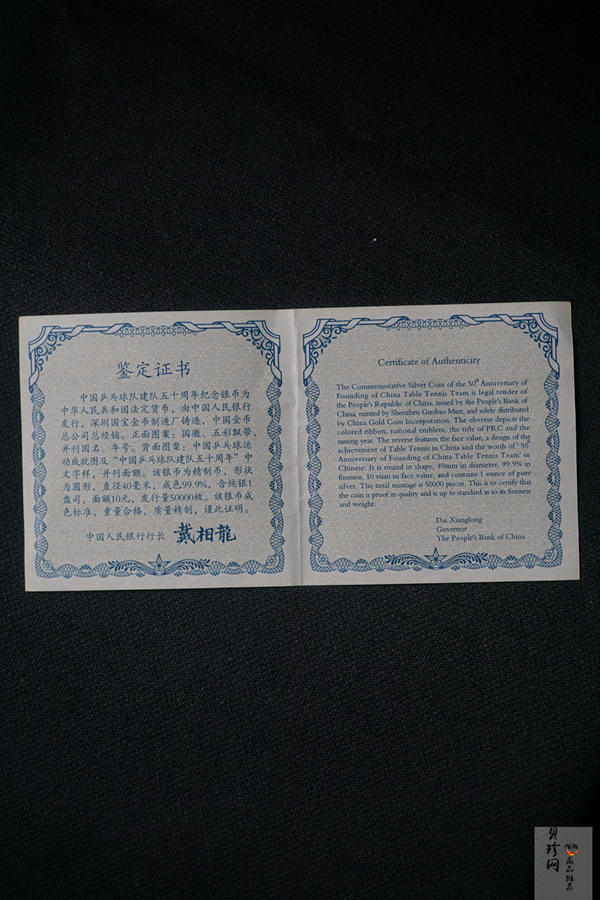 鉴定证书
中国乒乓球队建队五十周年纪念银币为
中华人民共和国法定货币，由中国人民银行
发行，深圳国宝金币制造厂铸造，中国金币
总公司总经销。正面图案：国徽、五彩飘带，
并刊国名、年号。背面图案：中国乒乓球运
动成就图及“中国乒乓球队建队五十周年”中
文字样，并刊面额。该银币为精制币，形状
为圆形，直径40毫米，成色99.9%，含纯银1
盎司，面额10元，发行量50000枚。该银币成
色标准，重量合格，质量精制，谨此证明。
中国人民银行行长 戴相龍
Certificate of Authenticity
The Commemorative Silver Coin of the 50th Anniversary of
Founding of China Table Tennis Team is legal tender of
the People's Republic of China, issued by the People's Bank of
China, minted by Shenzhen Guobao Mint, and solely distributed
by China Gold Coin Incorporation. The obverse depicts the
colored ribbon, national emblem, the title of PRC and the
issuing year. The reverse features the face value, a design of the
achievement of Table Tennis in China and the words of "50th
Anniversary of Founding of China Table Tennis Team" in
Chinese. It is round in shape, 40mm in diameter, 99.9% in
fineness, 10 yuan in face value, and contains 1 ounce of pure
silver. The total mintage is 50000 pieces. This is to certify that
the coin is proof in quality and is up to standard as to its fineness
and weight.
Dai Xianglong
Governor
The People's Bank of China
贝珍网
藏品推荐